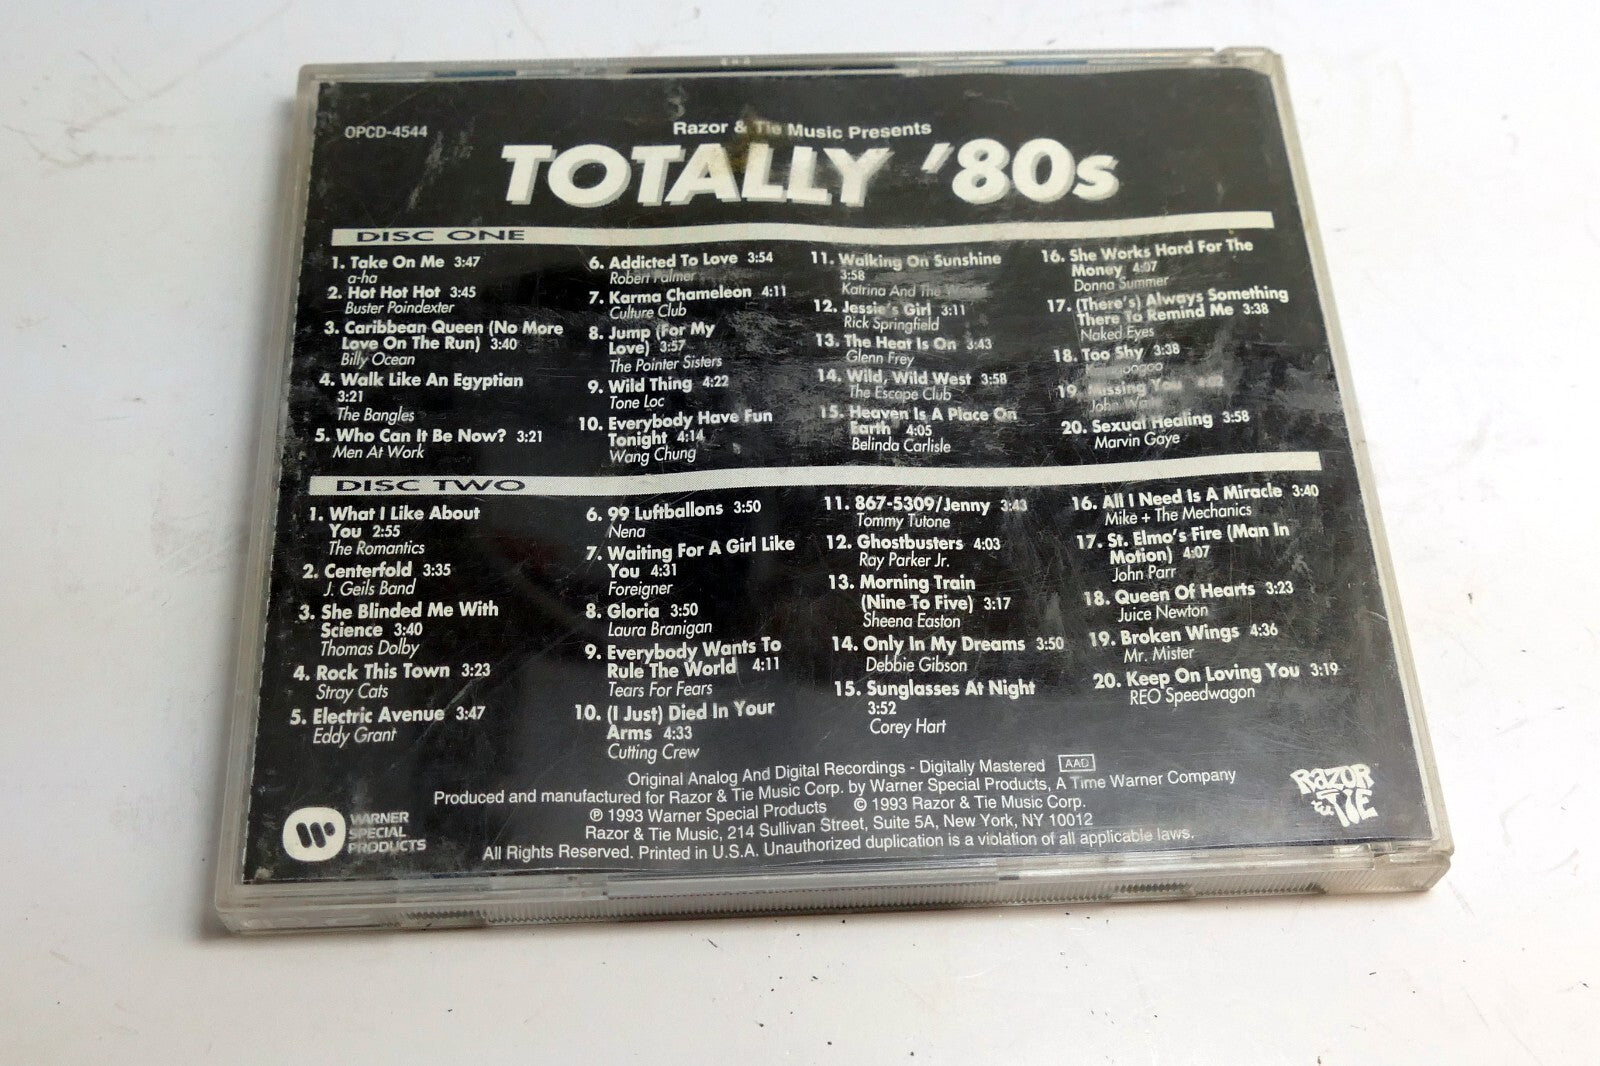 OPCD-4544
Razor & Tie Music Presents
TOTALLY '80s
DISC ONE
1. Take On Me 3:47
a-ha
2. Hot Hot Hot 3:45
Buster Poindexter
3. Caribbean Queen (No More
Love On The Run) 3:40
Billy Ocean
4. Walk Like An Egyptian
3:21
The Bangles
5. Who Can It Be Now? 3:21
Men At Work
6. Addicted To Love 3:54
Robert Palmer
7. Karma Chameleon 4:11
Culture Club
8. Jump (For My
Love) 3:57
The Pointer Sisters
9. Wild Thing 4:22
Tone Loc
10. Everybody Have Fun
Tonight 4:14
Wang Chung
11. Walking On Sunshine
3:58
Katrina And The Waves
12. Jessie's Girl 3:11
Rick Springfield
13. The Heat Is On 3:43
Glenn Frey
14. Wild, Wild West 3:58
The Escape Club
15. Heaven Is A Place On
Earth 4:05
Belinda Carlisle
16. She Works Hard For The
Money 4:07
Donna Summer
17. (There's) Always Something
There To Remind Me 3:38
Naked Eyes
18. Too Shy 3:38
Kajagoogoo
19. Missing You 4:02
John Waite
20. Sexual Healing 3:58
Marvin Gaye
DISC TWO
1. What I Like About
You 2:55
The Romantics
2. Centerfold 3:35
J. Geils Band
3. She Blinded Me With
Science 3:40
Thomas Dolby
4. Rock This Town 3:23
Stray Cats
5. Electric Avenue 3:47
Eddy Grant
6. 99 Luftballons 3:50
Nena
7. Waiting For A Girl Like
You 4:31
Foreigner
8. Gloria 3:50
Laura Branigan
9. Everybody Wants To
Rule The World 4:11
Tears For Fears
10. (I Just) Died In Your
Arms 4:33
Cutting Crew
11. 867-5309/Jenny 3:43
Tommy Tutone
12. Ghostbusters 4:03
Ray Parker Jr.
13. Morning Train
(Nine To Five) 3:17
Sheena Easton
14. Only In My Dreams 3:50
Debbie Gibson
15. Sunglasses At Night
3:52
Corey Hart
16. All I Need Is A Miracle 3:40
Mike + The Mechanics
17. St. Elmo's Fire (Man In
Motion) 4:07
John Parr
18. Queen Of Hearts 3:23
Juice Newton
19. Broken Wings 4:36
Mr. Mister
20. Keep On Loving You 3:19
REO Speedwagon
Original Analog And Digital Recordings - Digitally Mastered AAD
Produced and manufactured for Razor & Tie Music Corp. by Warner Special Products, A Time Warner Company
℗ 1993 Warner Special Products © 1993 Razor & Tie Music Corp.
Razor & Tie Music, 214 Sullivan Street, Suite 5A, New York, NY 10012
All Rights Reserved. Printed in U.S.A. Unauthorized duplication is a violation of all applicable laws.
WARNER
SPECIAL
PRODUCTS
RAZOR
& TIE